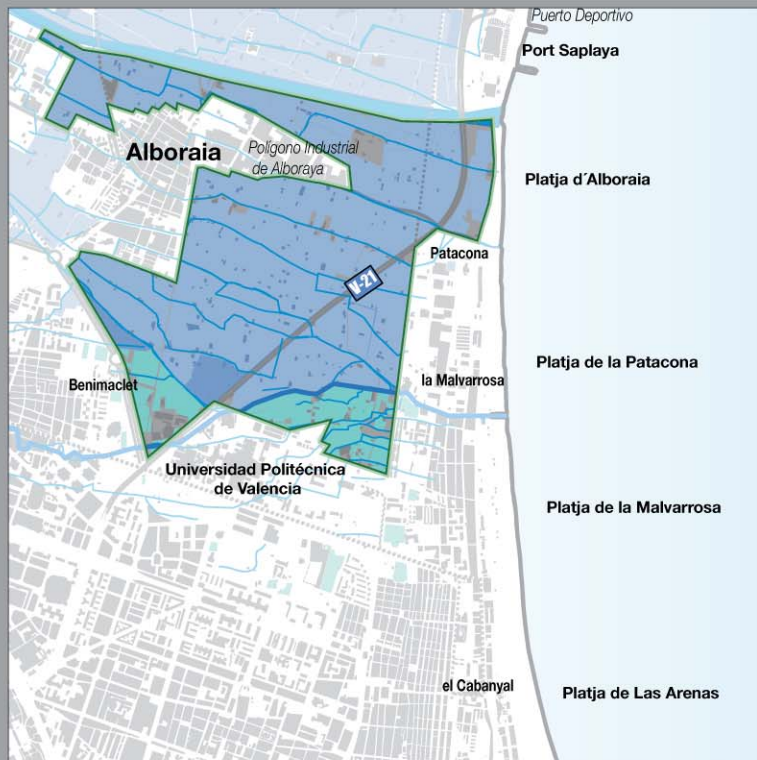 Puerto Deportivo
Port Saplaya
Alboraia
Polígono Industrial
de Alboraya
Platja d´Alboraia
Patacona
V-21
Platja de la Patacona
Benimaclet
la Malvarrosa
Universidad Politécnica
de Valencia
Platja de la Malvarrosa
el Cabanyal
Platja de Las Arenas